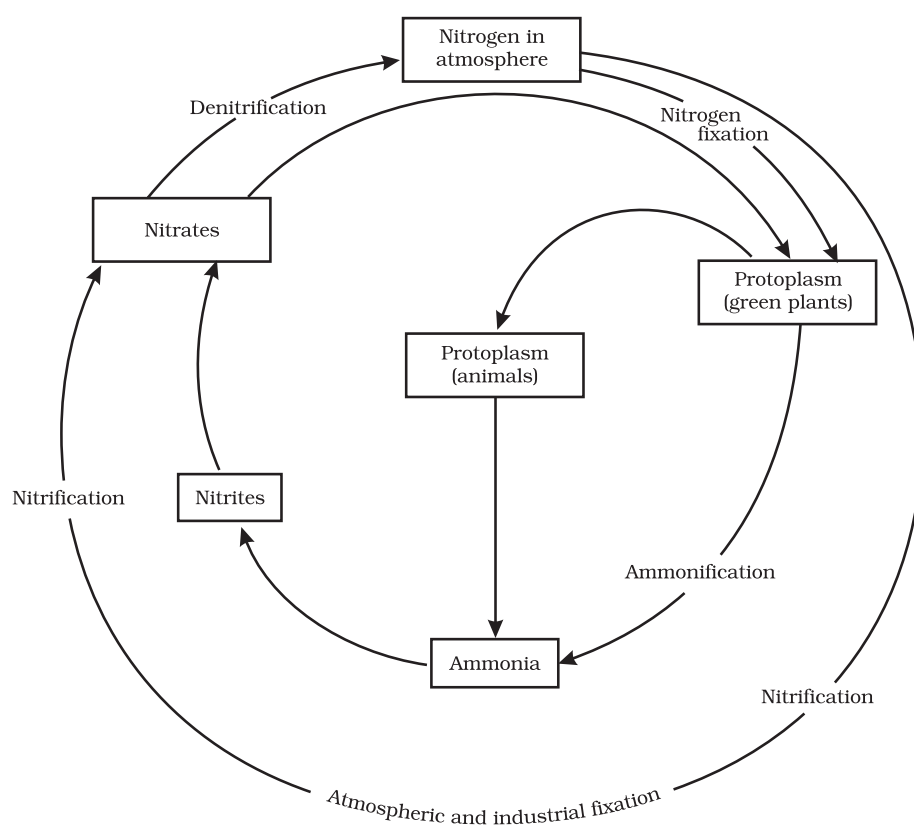 Nitrogen in
atmosphere
Denitrification
Nitrogen
fixation
Nitrates
Protoplasm
(green plants)
Protoplasm
(animals)
Nitrification
Nitrites
Ammonification
Ammonia
Nitrification
Atmospheric and industrial fixation